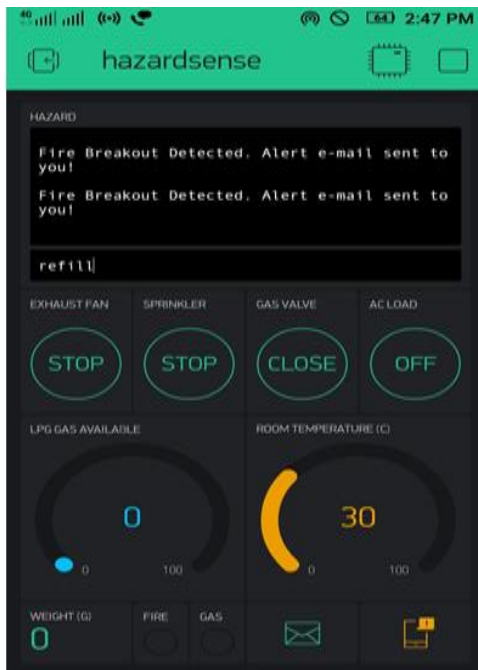 4G 64 2:47 PM
hazardsense
HAZARD
Fire Breakout Detected. Alert e-mail sent to
you!
Fire Breakout Detected. Alert e-mail sent to
you!
refill
EXHAUST FAN SPRINKLER GAS VALVE AC LOAD
STOP STOP CLOSE OFF
LPG GAS AVAILABLE ROOM TEMPERATURE (C)
0 30
0 100 0 100
WEIGHT (G) FIRE GAS
0